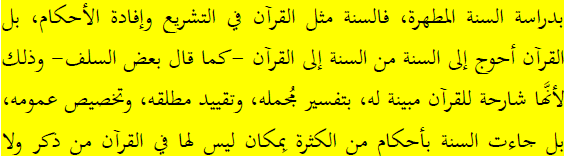 بدراسة السنة المطهرة، فالسنة مثل القرآن في التشريع وإفادة الأحكام، بل
القرآن أحوج إلى السنة من السنة إلى القرآن –كما قال بعض السلف– وذلك
لأنَّها شارحة للقرآن مبينة له، بتفسير مُجمله، وتقييد مطلقه، وتخصيص عمومه،
بل جاءت السنة بأحكام من الكثرة بِمكان ليس لها في القرآن من ذكر ولا